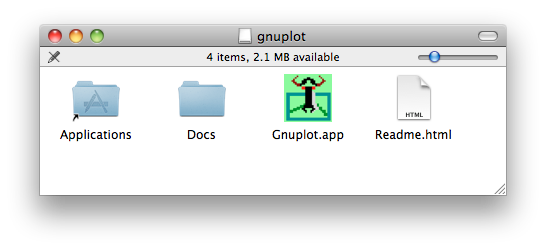 gnuplot
4 items, 2.1 MB available
Applications
Docs
Gnuplot.app
HTML
Readme.html